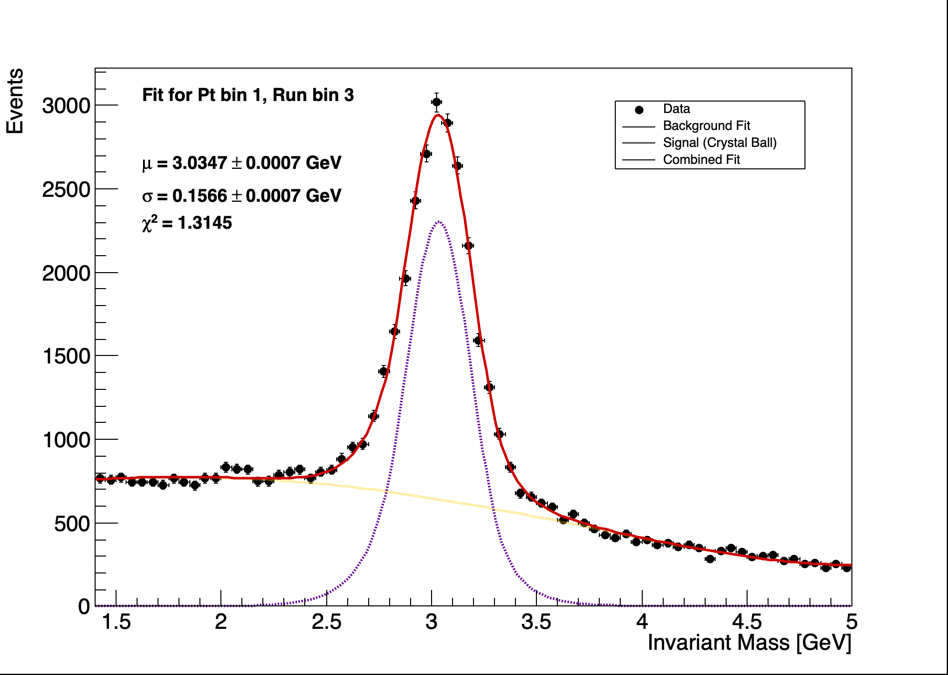 Events
Fit for Pt bin 1, Run bin 3
μ = 3.0347 ± 0.0007 GeV
σ = 0.1566 ± 0.0007 GeV
χ² = 1.3145
Data
Background Fit
Signal (Crystal Ball)
Combined Fit
3000
2500
2000
1500
1000
500
0
1.5 2 2.5 3 3.5 4 4.5 5
Invariant Mass [GeV]